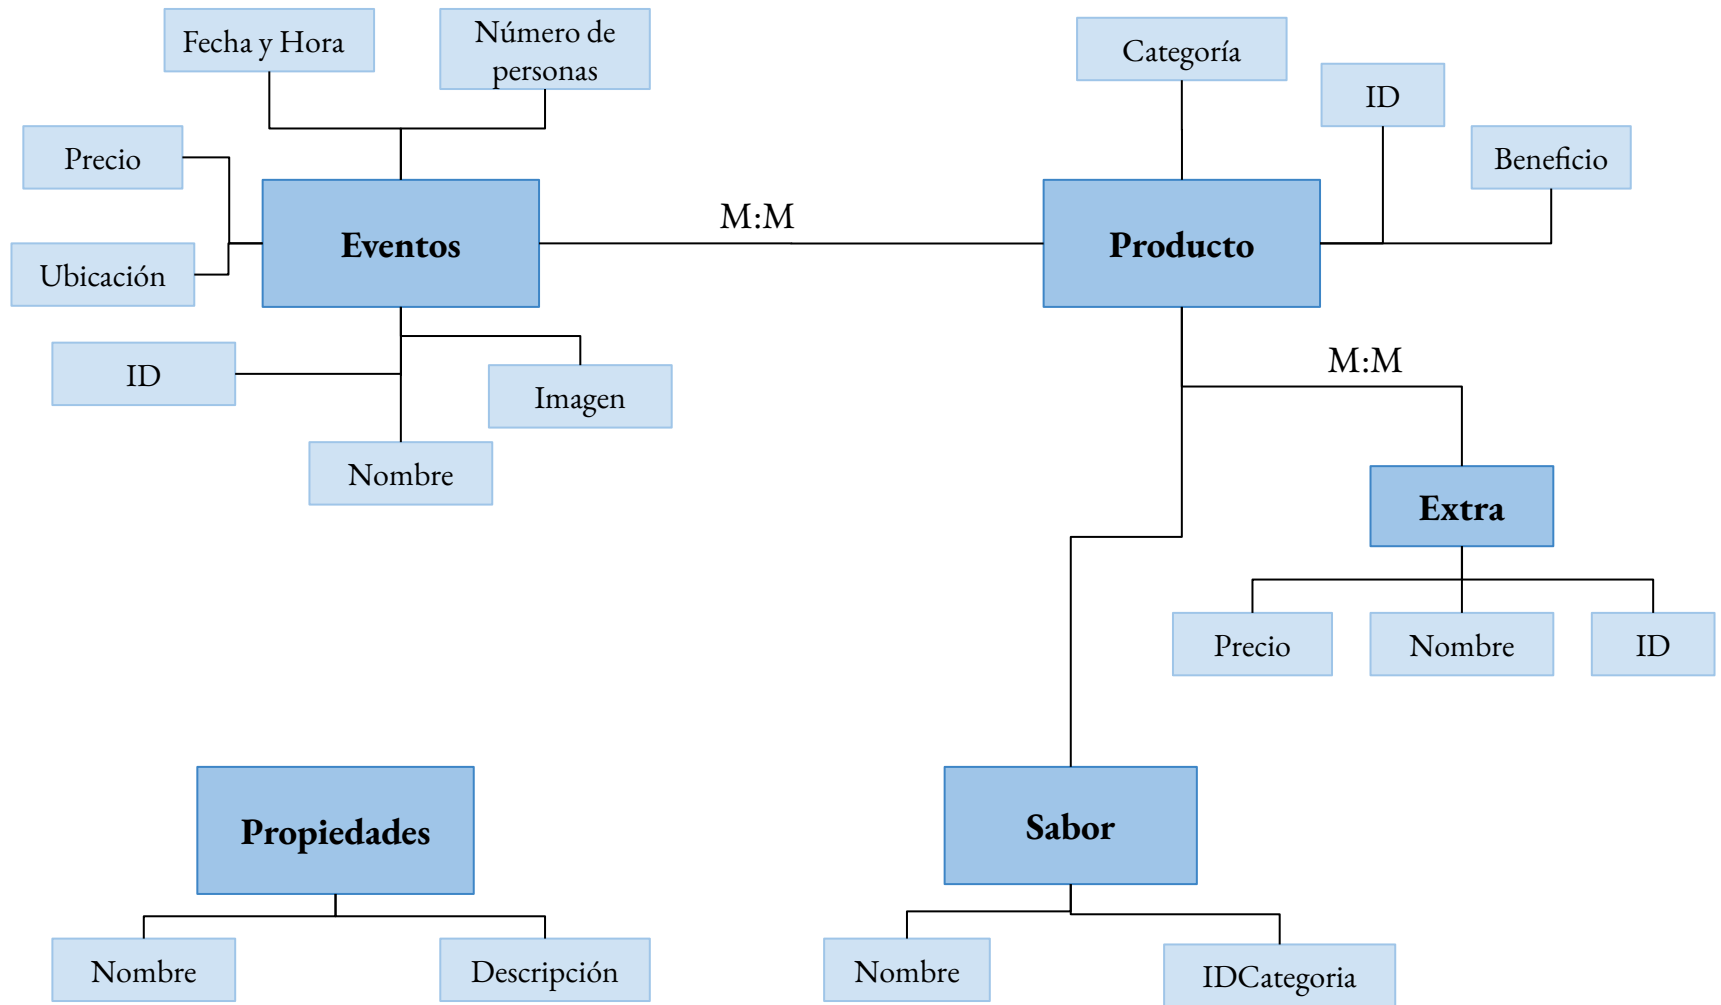 Fecha y Hora
Número de
personas
Categoría
ID
Precio
Beneficio
M:M
Eventos
Producto
Ubicación
ID
Imagen
M:M
Nombre
Extra
Precio
Nombre
ID
Propiedades
Sabor
Nombre
Descripción
Nombre
IDCategoria